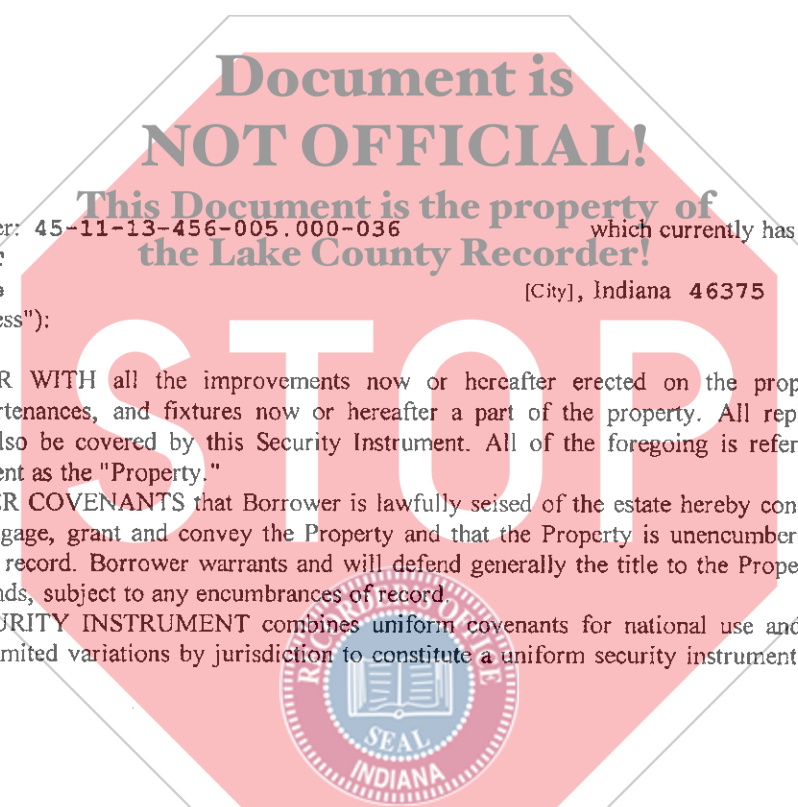 Document is
NOT OFFICIAL!
This Document is the property of
the Lake County Recorder!
er: 45-11-13-456-005.000-036 which currently has
[City], Indiana 46375
ess"):
STOP
R WITH all the improvements now or hereafter erected on the prop
rtenances, and fixtures now or hereafter a part of the property. All rep
lso be covered by this Security Instrument. All of the foregoing is refer
ent as the "Property."
ER COVENANTS that Borrower is lawfully seised of the estate hereby con
gage, grant and convey the Property and that the Property is unencumber
record. Borrower warrants and will defend generally the title to the Prope
nds, subject to any encumbrances of record.
URITY INSTRUMENT combines uniform covenants for national use and
mited variations by jurisdiction to constitute a uniform security instrument
RECORDER'S OFFICE
SEAL
INDIANA